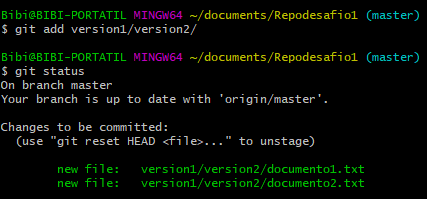 Bibi@BIBI-PORTATIL MINGW64 ~/documents/Repodesafio1 (master)
$ git add version1/version2/
Bibi@BIBI-PORTATIL MINGW64 ~/documents/Repodesafio1 (master)
$ git status
On branch master
Your branch is up to date with 'origin/master'.
Changes to be committed:
  (use "git reset HEAD <file>..." to unstage)
        new file:   version1/version2/documento1.txt
        new file:   version1/version2/documento2.txt